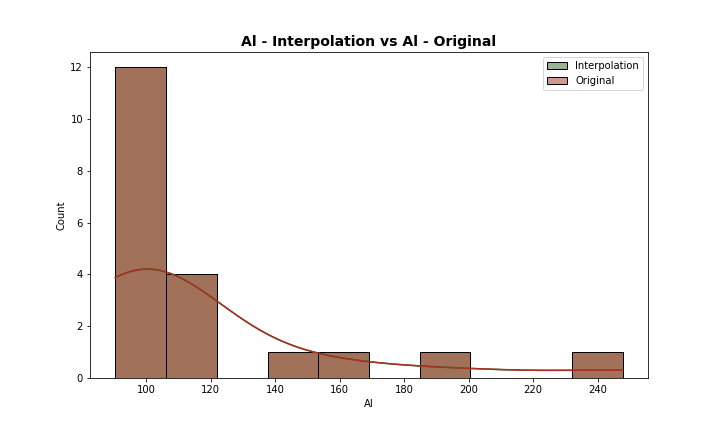 Al - Interpolation vs Al - Original
Interpolation
Original
12
10
8
6
4
2
0
Count
100 120 140 160 180 200 220 240
Al